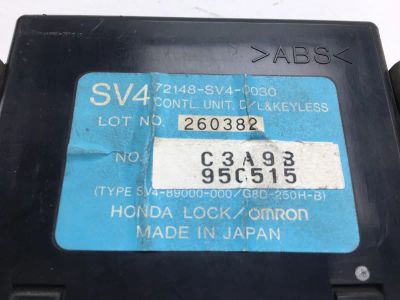 >ABS<
SV4 72148-SV4-0030
CONTL. UNIT, D/L&KEYLESS
LOT NO. 260382
NO. C3A9B
950515
(TYPE SV4-89000-000/G8D-250H-B)
HONDA LOCK/OMRON
MADE IN JAPAN